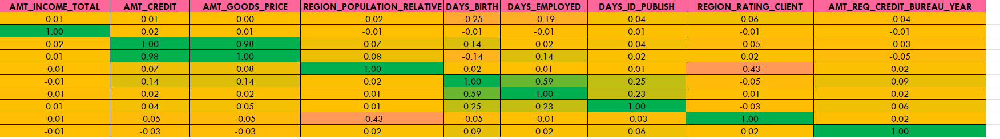 AMT_INCOME_TOTAL AMT_CREDIT AMT_GOODS_PRICE REGION_POPULATION_RELATIVE DAYS_BIRTH DAYS_EMPLOYED DAYS_ID_PUBLISH REGION_RATING_CLIENT AMT_REQ_CREDIT_BUREAU_YEAR
0.01 0.01 0.00 -0.02 -0.25 -0.19 0.04 0.06 -0.04
1.00 0.02 0.01 -0.01 -0.01 -0.01 0.01 -0.01 -0.01
0.02 1.00 0.98 0.07 0.14 0.02 0.04 -0.05 -0.03
0.01 0.98 1.00 0.08 -0.14 0.14 0.02 0.02 -0.05
-0.01 0.07 0.08 1.00 0.02 0.01 0.01 -0.43 0.02
-0.01 0.14 0.14 0.02 1.00 0.59 0.25 -0.05 0.09
-0.01 0.02 0.02 0.01 0.59 1.00 0.23 -0.01 0.02
0.01 0.04 0.05 0.01 0.25 0.23 1.00 -0.03 0.06
-0.01 -0.05 -0.05 -0.43 -0.05 -0.01 -0.03 1.00 0.02
-0.01 -0.03 -0.03 0.02 0.09 0.02 0.06 0.02 1.00